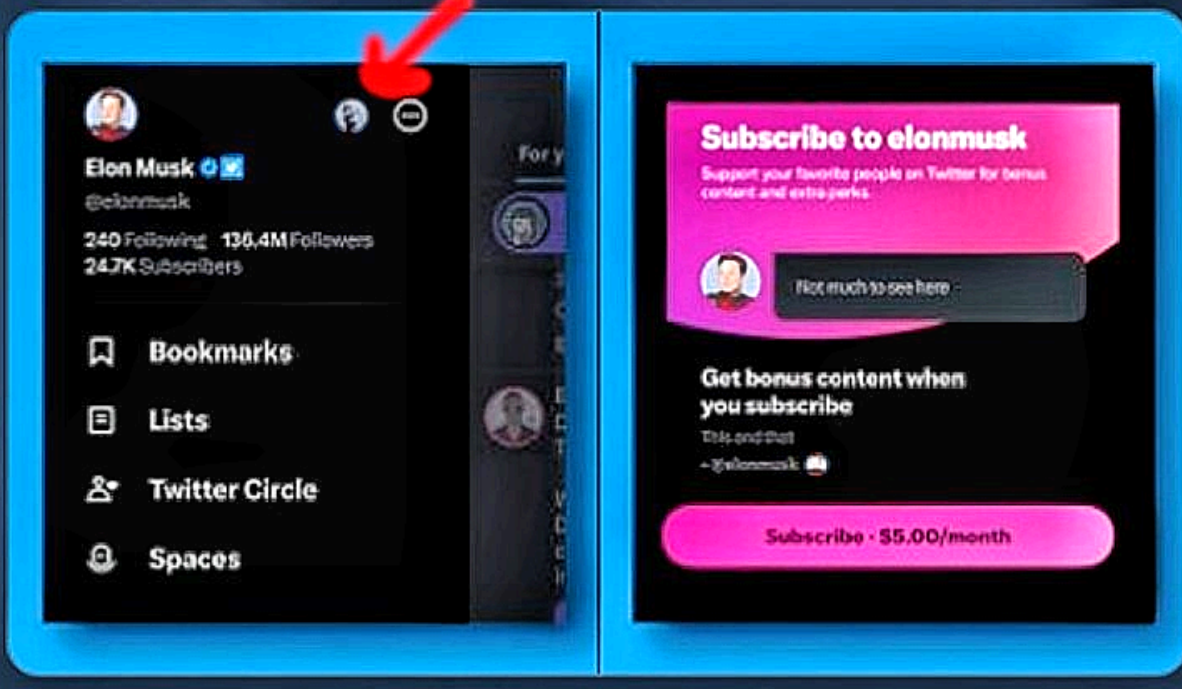 Elon Musk
@elonmusk
240 Following 136,4M Followers
24.7K Subscribers
Bookmarks
Lists
Twitter Circle
Spaces
For y
Subscribe to elonmusk
Support your favorite people on Twitter for bonus
content and extra perks
Not much to see here
Get bonus content when
you subscribe
This and that
- @elonmusk
Subscribe · $5.00/month